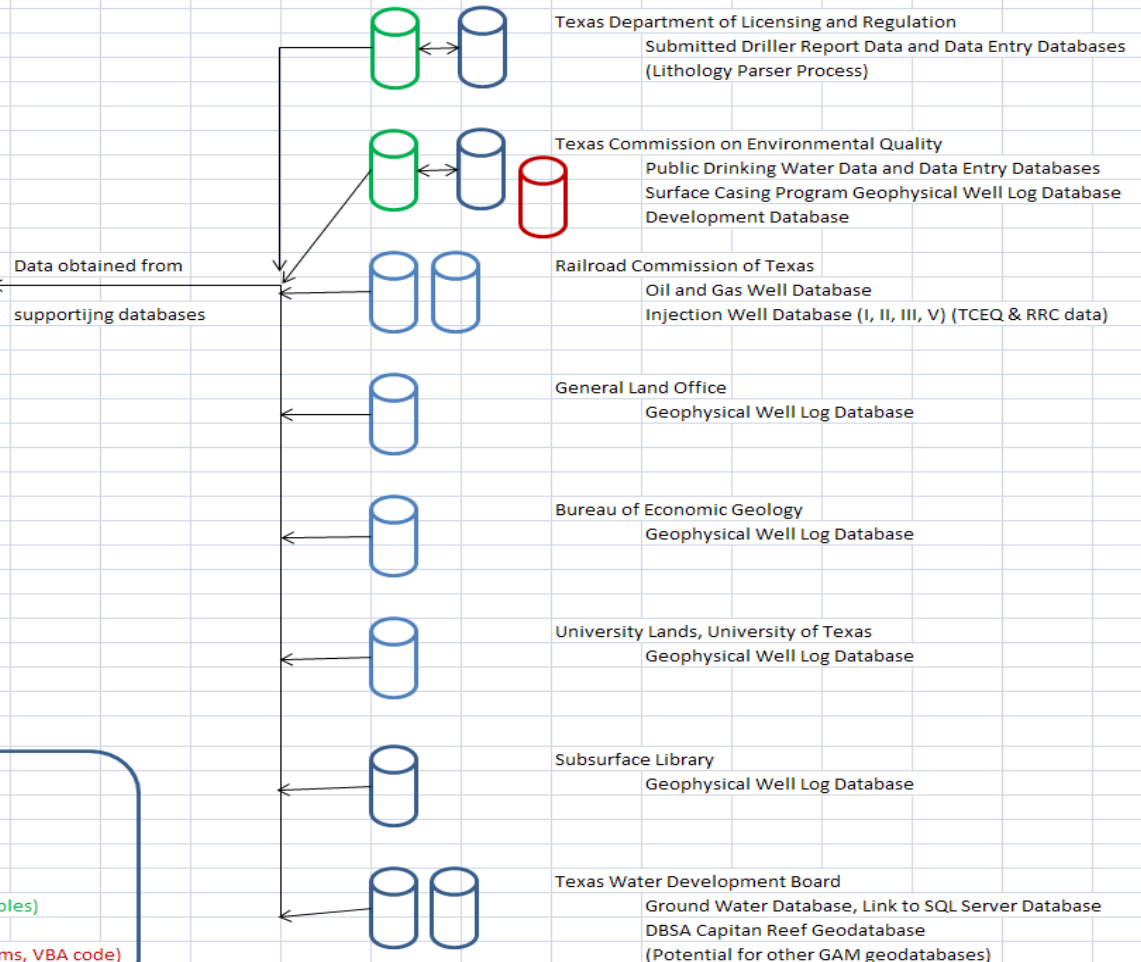 Texas Department of Licensing and Regulation
Submitted Driller Report Data and Data Entry Databases
(Lithology Parser Process)
Texas Commission on Environmental Quality
Public Drinking Water Data and Data Entry Databases
Surface Casing Program Geophysical Well Log Database
Development Database
Data obtained from
supportijng databases
Railroad Commission of Texas
Oil and Gas Well Database
Injection Well Database (I, II, III, V) (TCEQ & RRC data)
General Land Office
Geophysical Well Log Database
Bureau of Economic Geology
Geophysical Well Log Database
University Lands, University of Texas
Geophysical Well Log Database
Subsurface Library
Geophysical Well Log Database
Texas Water Development Board
Ground Water Database, Link to SQL Server Database
DBSA Capitan Reef Geodatabase
(Potential for other GAM geodatabases)
VBA code)